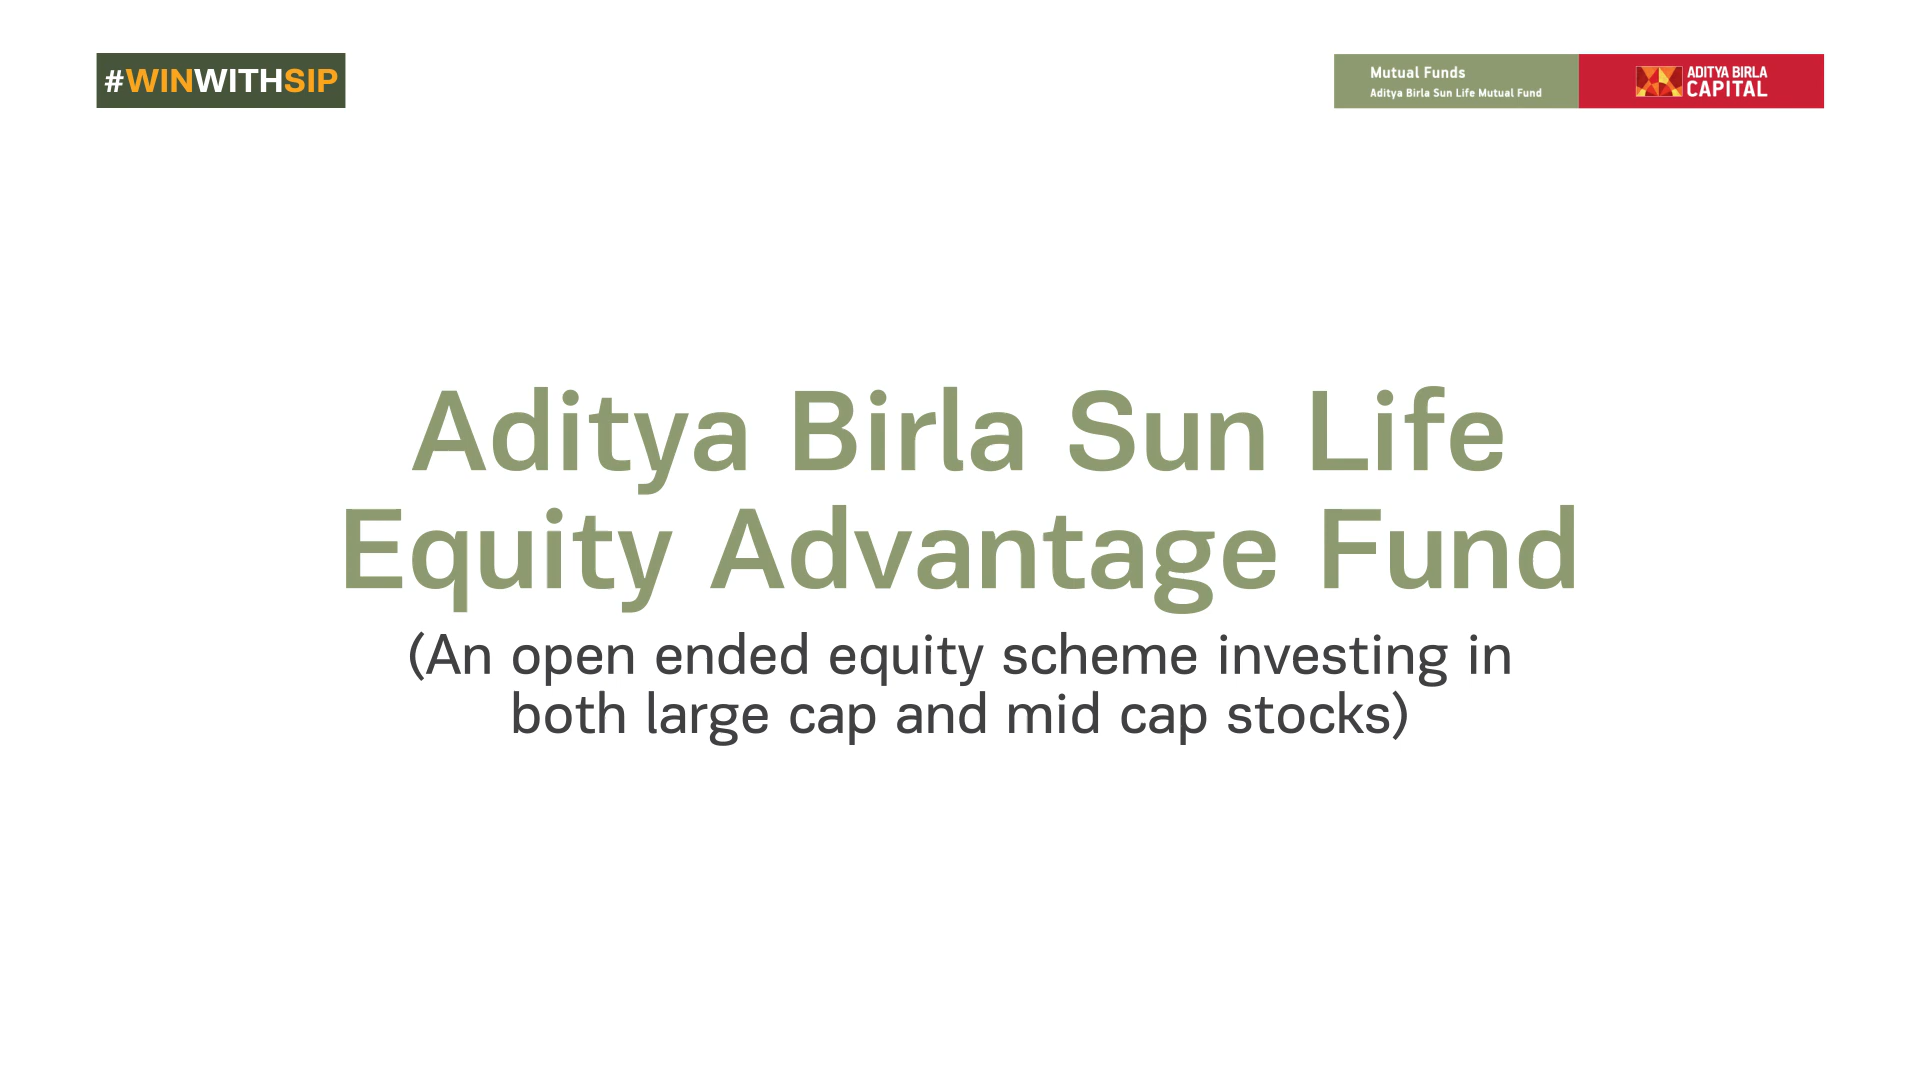 #WINWITHSIP
Mutual Funds
Aditya Birla Sun Life Mutual Fund
ADITYA BIRLA
CAPITAL
Aditya Birla Sun Life
Equity Advantage Fund
(An open ended equity scheme investing in
both large cap and mid cap stocks)